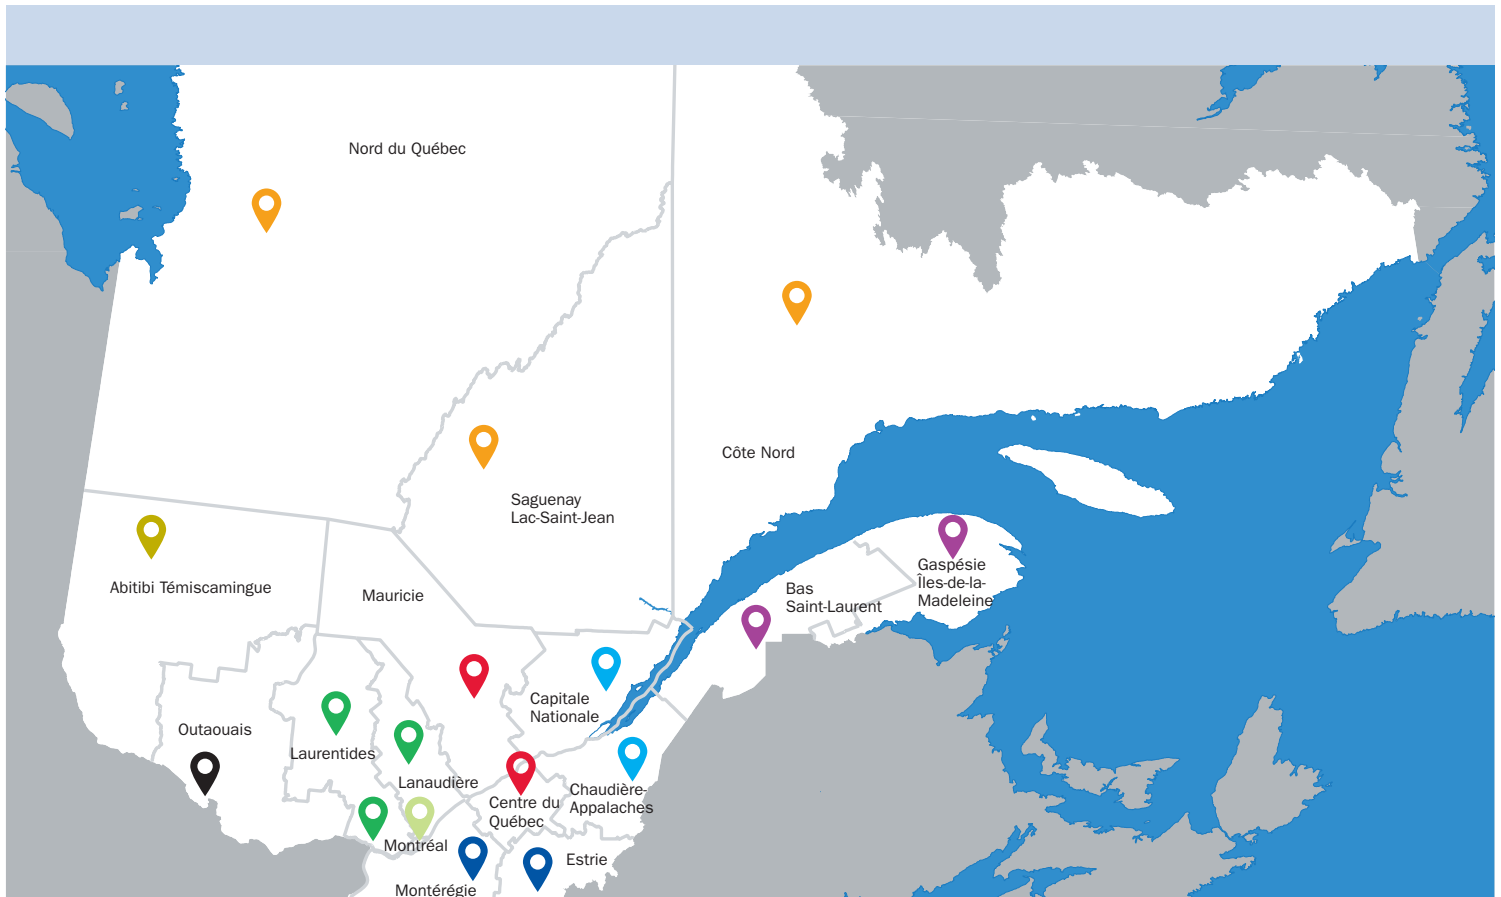 Nord du Québec
Côte Nord
Saguenay
Lac-Saint-Jean
Gaspésie
Îles-de-la-
Madeleine
Bas
Saint-Laurent
Abitibi Témiscamingue
Mauricie
Capitale
Nationale
Outaouais
Laurentides
Lanaudière
Centre du
Québec
Chaudière-
Appalaches
Montréal
Estrie
Montérégie